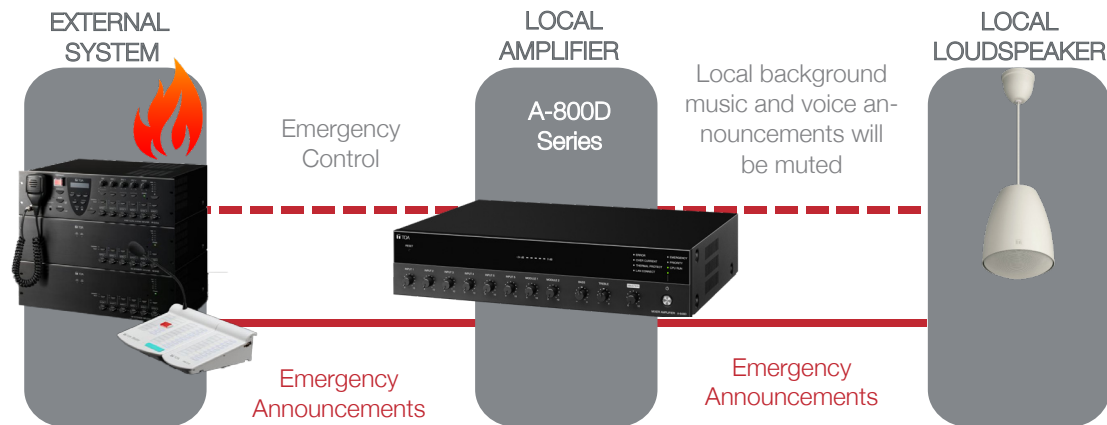 EXTERNAL
SYSTEM
LOCAL
AMPLIFIER
LOCAL
LOUDSPEAKER
Emergency
Control
A-800D
Series
Local background
music and voice an-
nouncements will
be muted
TOA
Emergency
Announcements
Emergency
Announcements